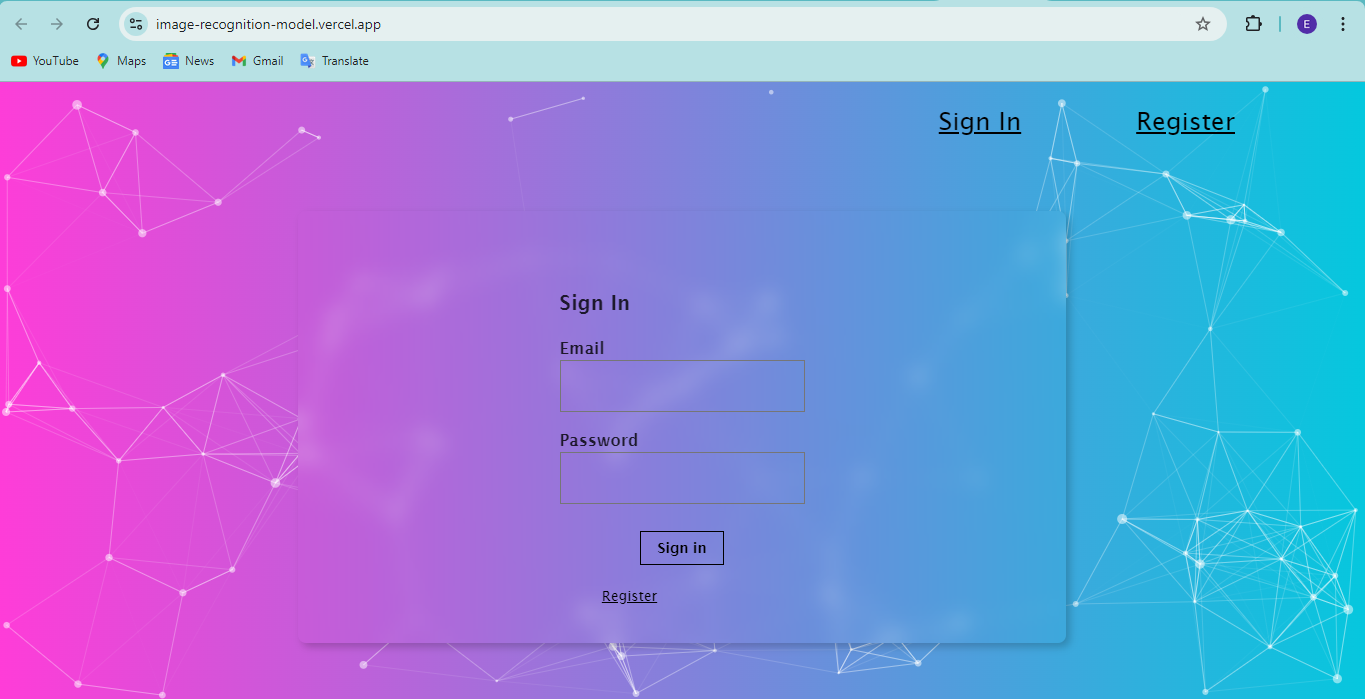 image-recognition-model.vercel.app
E
YouTube Maps News Gmail Translate
Sign In Register
Sign In
Email
Password
Sign in
Register